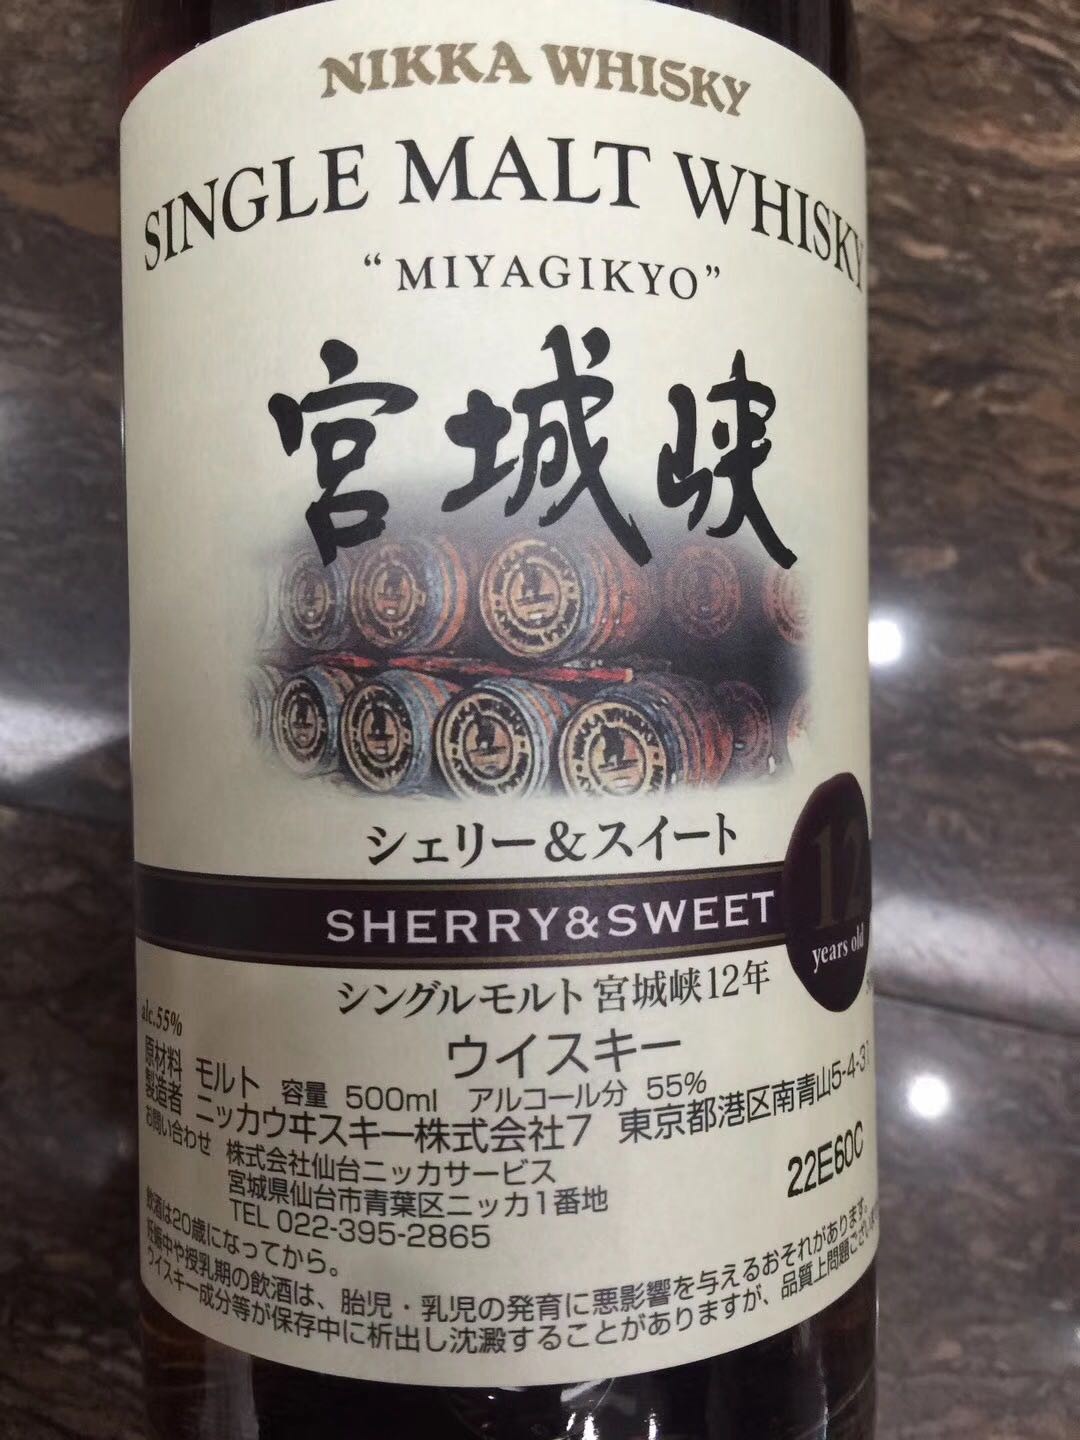 NIKKA WHISKY
SINGLE MALT WHISKY
“MIYAGIKYO”
宮城峡
シェリー&スイート
SHERRY&SWEET
12
years old
シングルモルト 宮城峡12年
alc.55%
ウイスキー
原材料 モルト 容量 500ml アルコール分 55%
製造者 ニッカウヰスキー株式会社7 東京都港区南青山5-4-31
お問い合わせ 株式会社仙台ニッカサービス
宮城県仙台市青葉区ニッカ1番地
TEL 022-395-2865
22E60C
飲酒は20歳になってから。
妊娠中や授乳期の飲酒は、胎児・乳児の発育に悪影響を与えるおそれがあります。
ウイスキー成分等が保存中に析出し沈澱することがありますが、品質上問題ござい